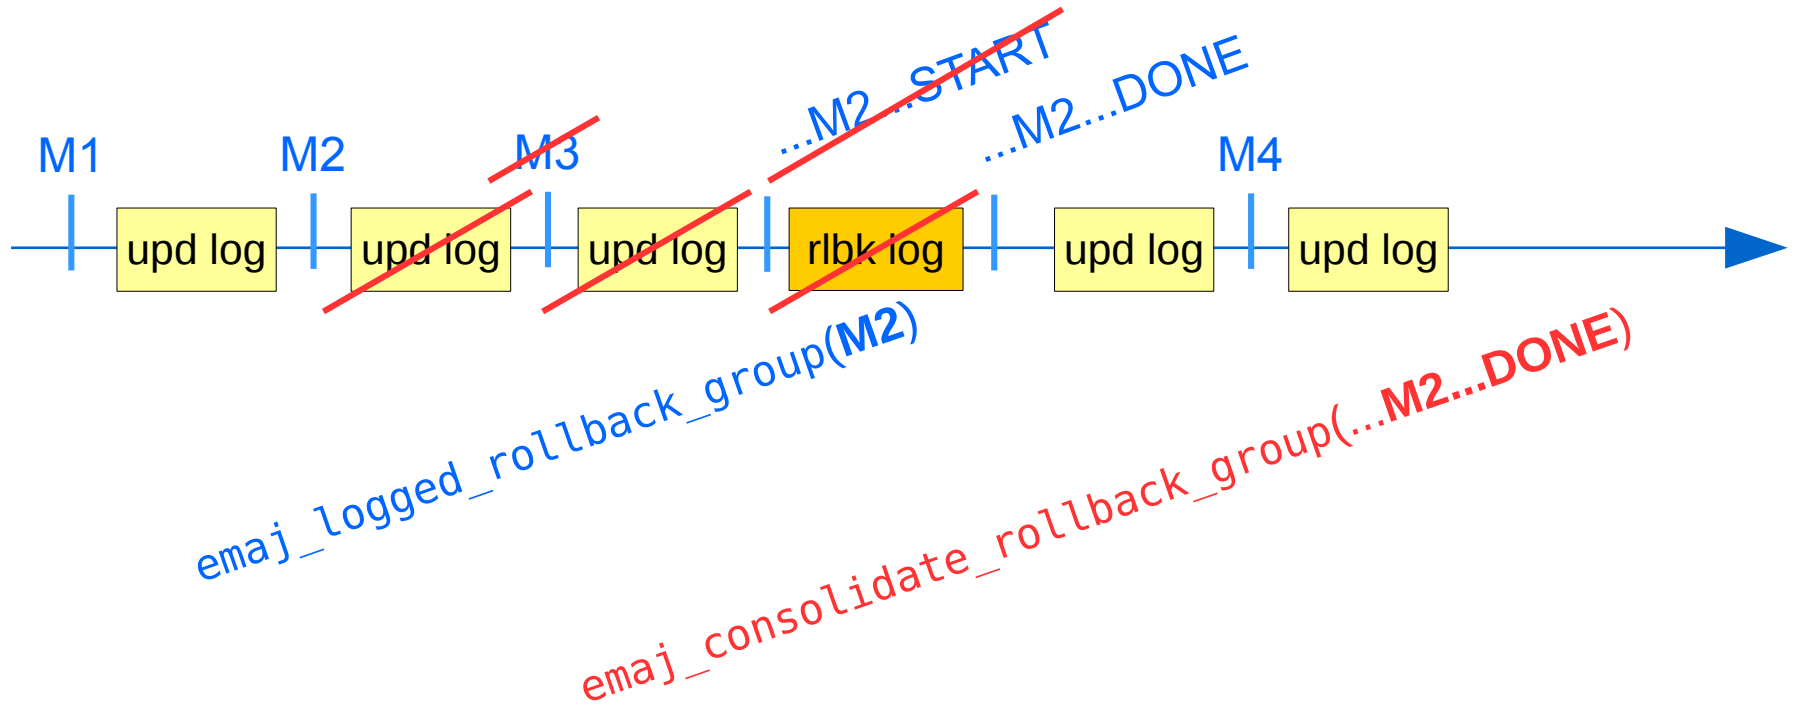 ...M2...START
...M2...DONE
M1
M2
M3
M4
upd log
upd log
upd log
rlbk log
upd log
upd log
emaj_logged_rollback_group(M2)
emaj_consolidate_rollback_group(...M2...DONE)